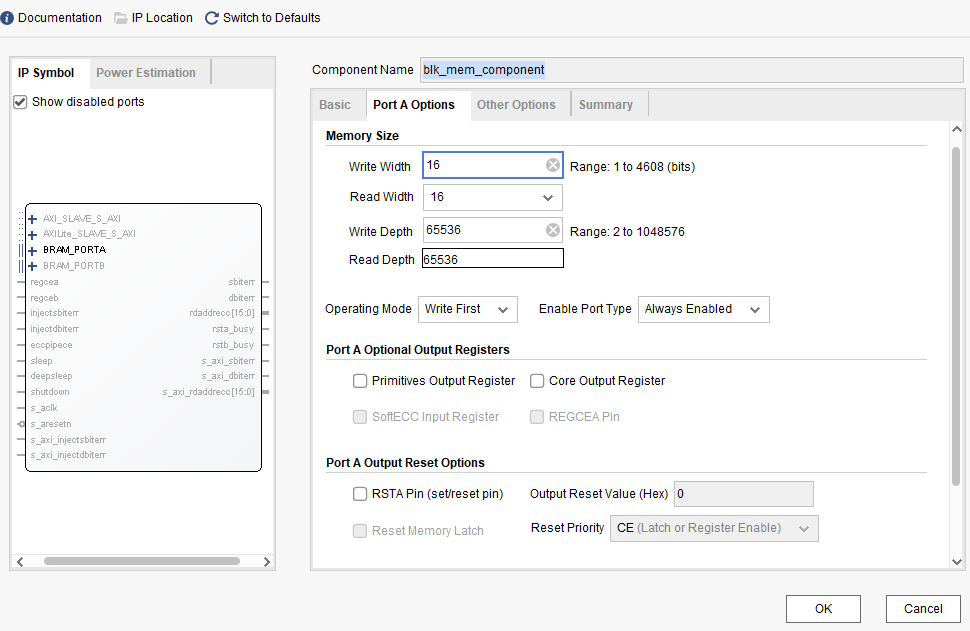 Documentation IP Location Switch to Defaults
IP Symbol Power Estimation
Show disabled ports
AXI_SLAVE_S_AXI
AXILite_SLAVE_S_AXI
BRAM_PORTA
BRAM_PORTB
regcea sbiterr
regceb dbiterr
injectsbiterr rdaddrecc[15:0]
injectdbiterr rsta_busy
eccpipece rstb_busy
sleep s_axi_sbiterr
deepsleep s_axi_dbiterr
shutdown s_axi_rdaddrecc[15:0]
s_aclk
s_aresetn
s_axi_injectsbiterr
s_axi_injectdbiterr
Component Name blk_mem_component
Basic Port A Options Other Options Summary
Memory Size
Write Width 16 Range: 1 to 4608 (bits)
Read Width 16
Write Depth 65536 Range: 2 to 1048576
Read Depth 65536
Operating Mode Write First Enable Port Type Always Enabled
Port A Optional Output Registers
Primitives Output Register Core Output Register
SoftECC Input Register REGCEA Pin
Port A Output Reset Options
RSTA Pin (set/reset pin) Output Reset Value (Hex) 0
Reset Memory Latch Reset Priority CE (Latch or Register Enable)
OK Cancel